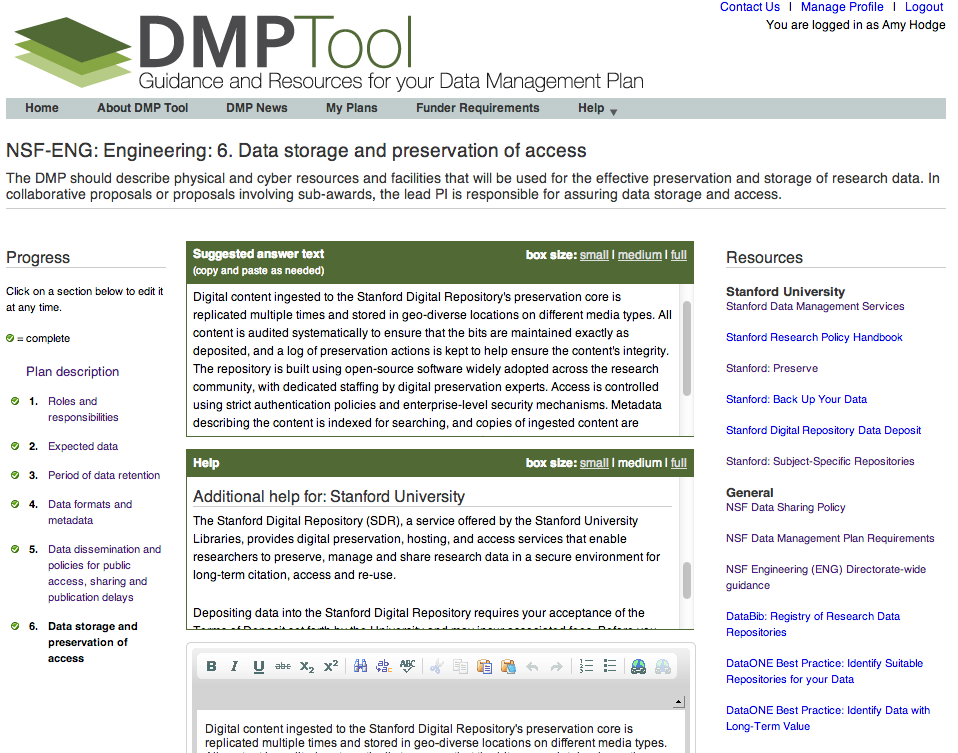 Contact Us | Manage Profile | Logout
You are logged in as Amy Hodge
DMPTool
Guidance and Resources for your Data Management Plan
Home About DMP Tool DMP News My Plans Funder Requirements Help
NSF-ENG: Engineering: 6. Data storage and preservation of access
The DMP should describe physical and cyber resources and facilities that will be used for the effective preservation and storage of research data. In
collaborative proposals or proposals involving sub-awards, the lead PI is responsible for assuring data storage and access.
Progress
Click on a section below to edit it
at any time.
= complete
Plan description
1. Roles and
responsibilities
2. Expected data
3. Period of data retention
4. Data formats and
metadata
5. Data dissemination and
policies for public
access, sharing and
publication delays
6. Data storage and
preservation of
access
Suggested answer text
(copy and paste as needed)
box size: small | medium | full
Digital content ingested to the Stanford Digital Repository's preservation core is
replicated multiple times and stored in geo-diverse locations on different media types. All
content is audited systematically to ensure that the bits are maintained exactly as
deposited, and a log of preservation actions is kept to help ensure the content's integrity.
The repository is built using open-source software widely adopted across the research
community, with dedicated staffing by digital preservation experts. Access is controlled
using strict authentication policies and enterprise-level security mechanisms. Metadata
describing the content is indexed for searching, and copies of ingested content are
Help
box size: small | medium | full
Additional help for: Stanford University
The Stanford Digital Repository (SDR), a service offered by the Stanford University
Libraries, provides digital preservation, hosting, and access services that enable
researchers to preserve, manage and share research data in a secure environment for
long-term citation, access and re-use.
Depositing data into the Stanford Digital Repository requires your acceptance of the
Terms of Deposit set forth by the University and may incur associated fees. Before you
B I U abc X2 X2 ABC
Digital content ingested to the Stanford Digital Repository's preservation core is
replicated multiple times and stored in geo-diverse locations on different media types.
Resources
Stanford University
Stanford Data Management Services
Stanford Research Policy Handbook
Stanford: Preserve
Stanford: Back Up Your Data
Stanford Digital Repository Data Deposit
Stanford: Subject-Specific Repositories
General
NSF Data Sharing Policy
NSF Data Management Plan Requirements
NSF Engineering (ENG) Directorate-wide
guidance
DataBib: Registry of Research Data
Repositories
DataONE Best Practice: Identify Suitable
Repositories for your Data
DataONE Best Practice: Identify Data with
Long-Term Value